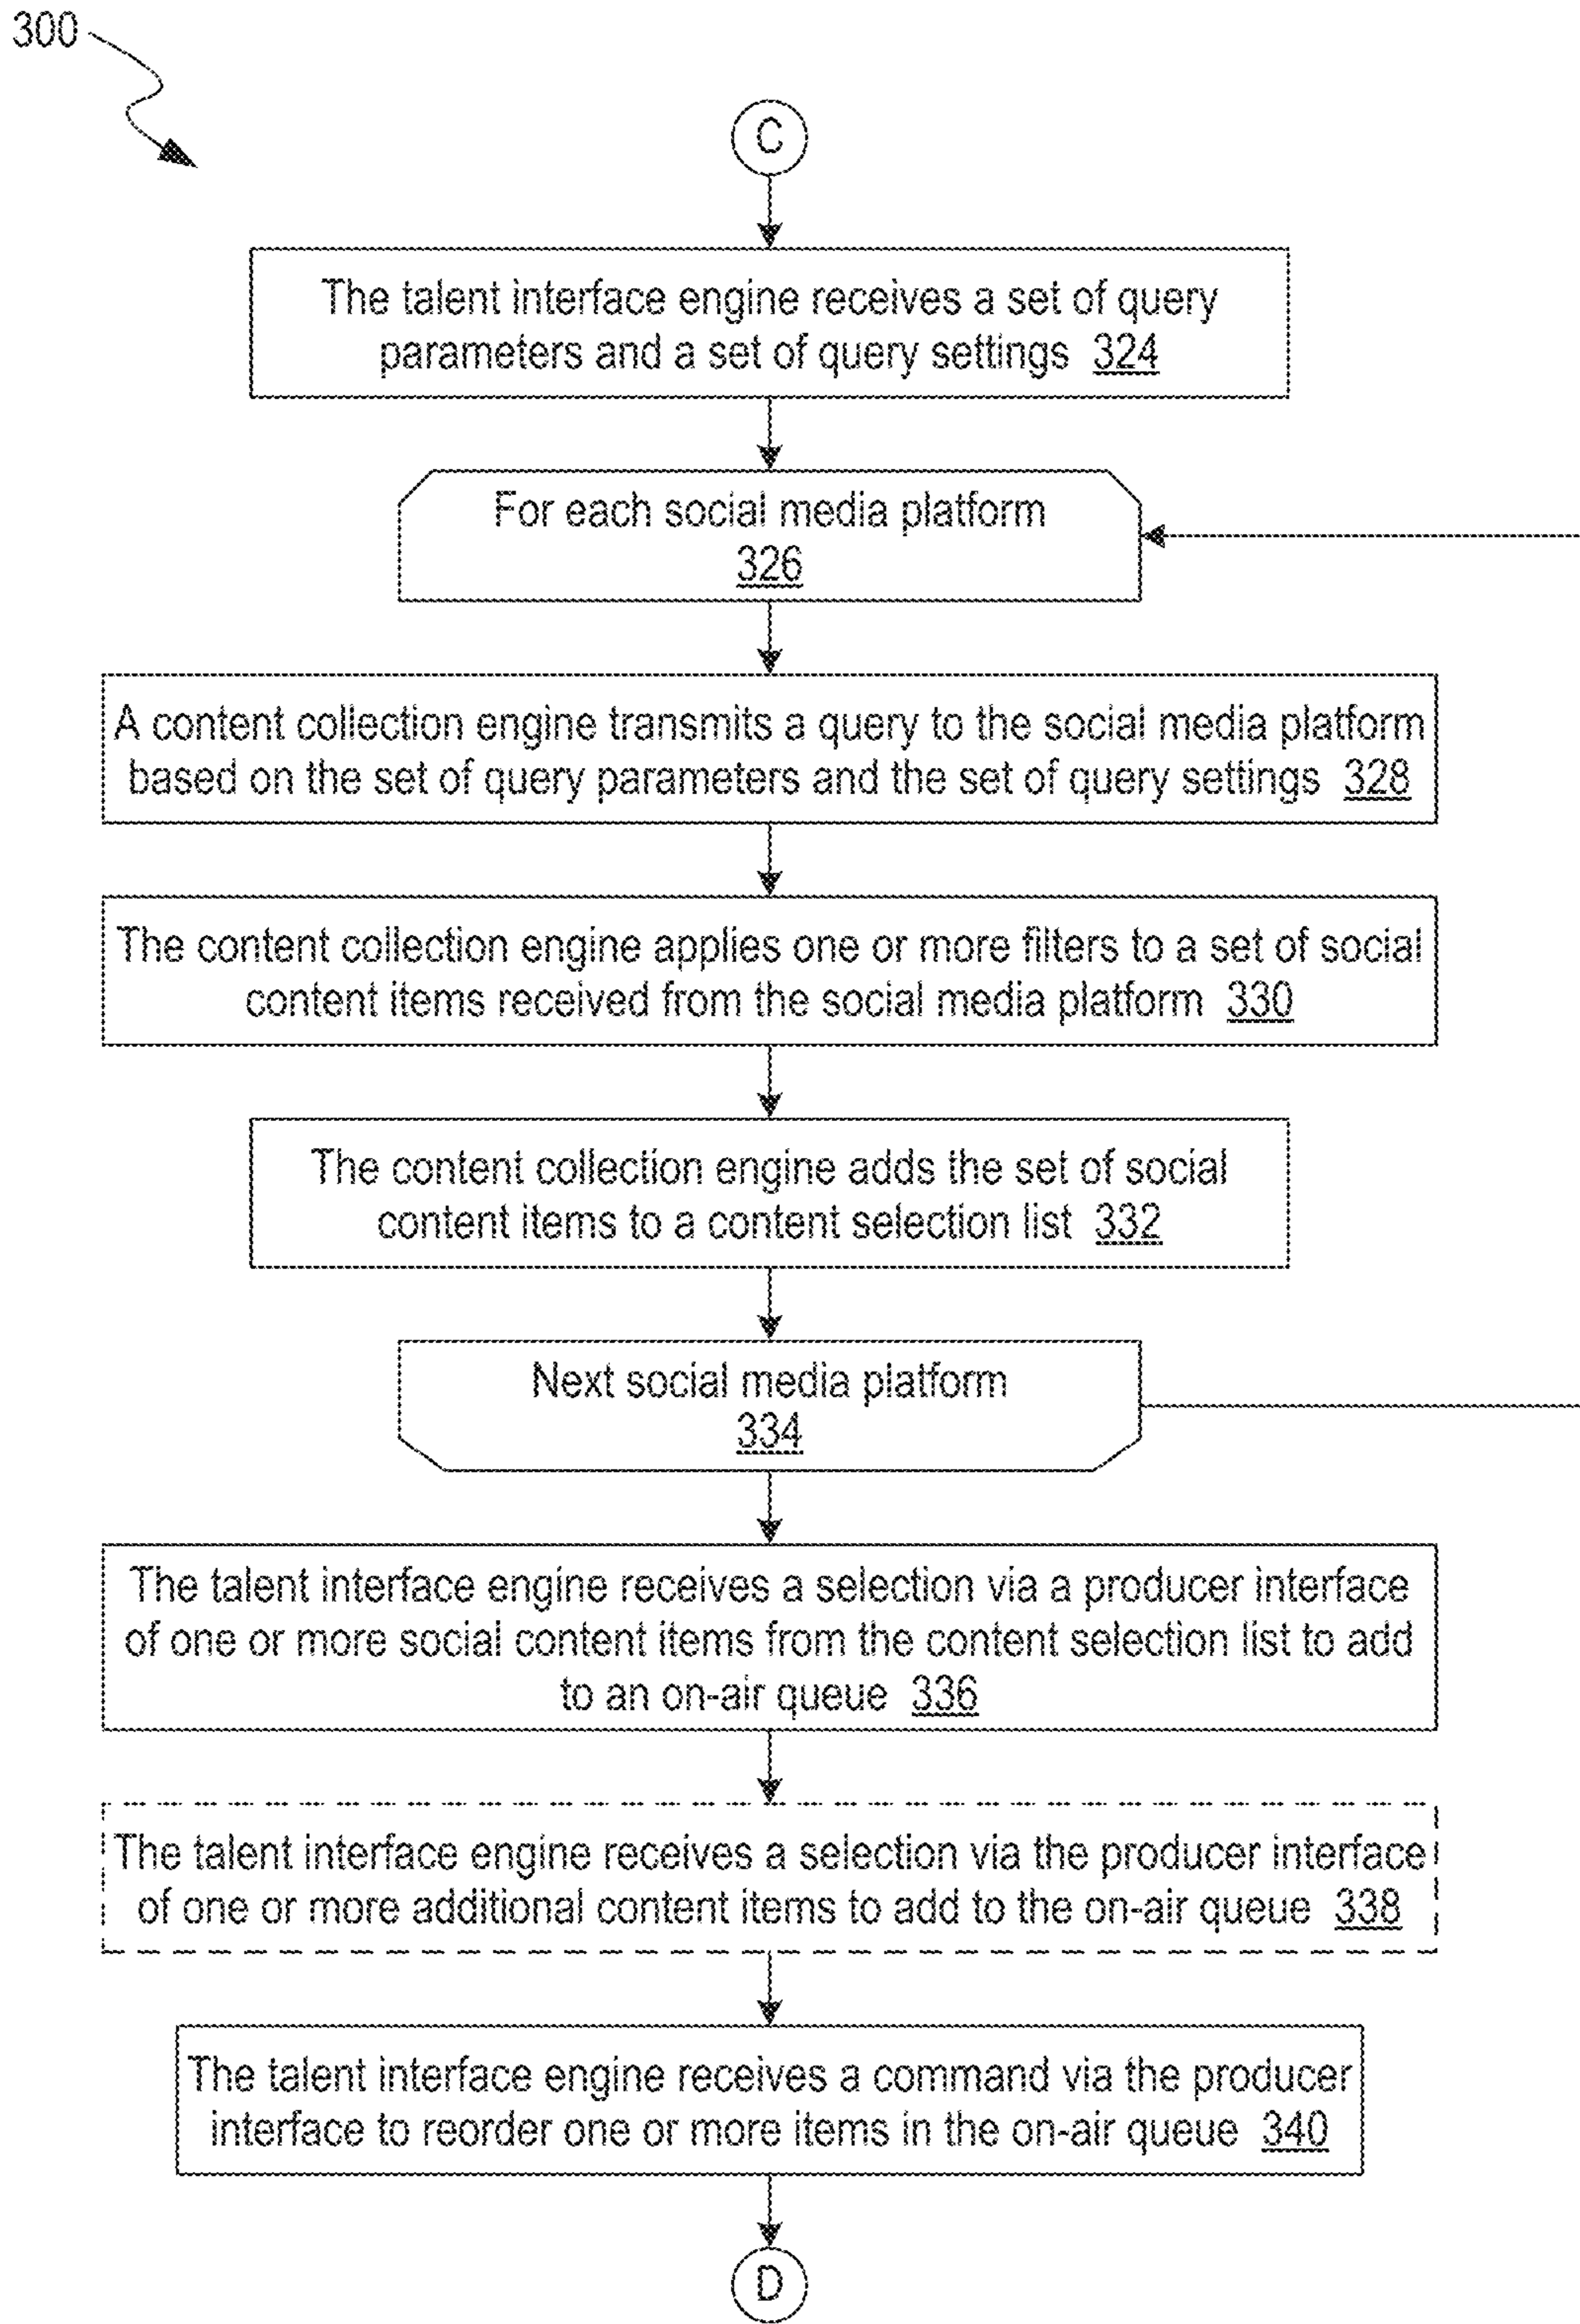 300
C
The talent interface engine receives a set of query
parameters and a set of query settings 324
For each social media platform
326
A content collection engine transmits a query to the social media platform
based on the set of query parameters and the set of query settings 328
The content collection engine applies one or more filters to a set of social
content items received from the social media platform 330
The content collection engine adds the set of social
content items to a content selection list 332
Next social media platform
334
The talent interface engine receives a selection via a producer interface
of one or more social content items from the content selection list to add
to an on-air queue 336
The talent interface engine receives a selection via the producer interface
of one or more additional content items to add to the on-air queue 338
The talent interface engine receives a command via the producer
interface to reorder one or more items in the on-air queue 340
D